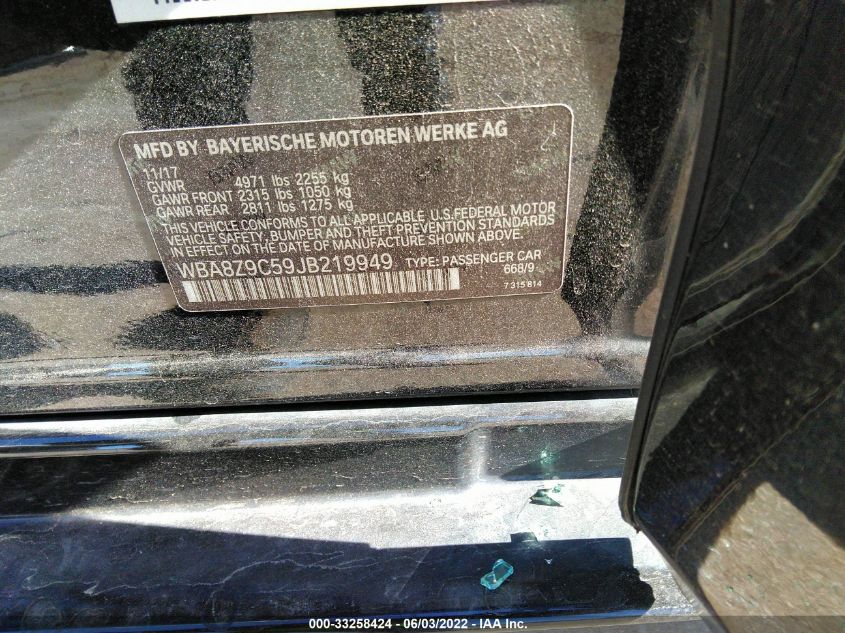 MFD BY BAYERISCHE MOTOREN WERKE AG
11/17
GVWR 4971 lbs 2255 kg
GAWR FRONT 2315 lbs 1050 kg
GAWR REAR 2811 lbs 1275 kg
THIS VEHICLE CONFORMS TO ALL APPLICABLE U.S.FEDERAL MOTOR
VEHICLE SAFETY, BUMPER AND THEFT PREVENTION STANDARDS
IN EFFECT ON THE DATE OF MANUFACTURE SHOWN ABOVE.
WBA8Z9C59JB219949 TYPE: PASSENGER CAR
668/9
7 315 814
000-33258424 - 06/03/2022 - IAA Inc.